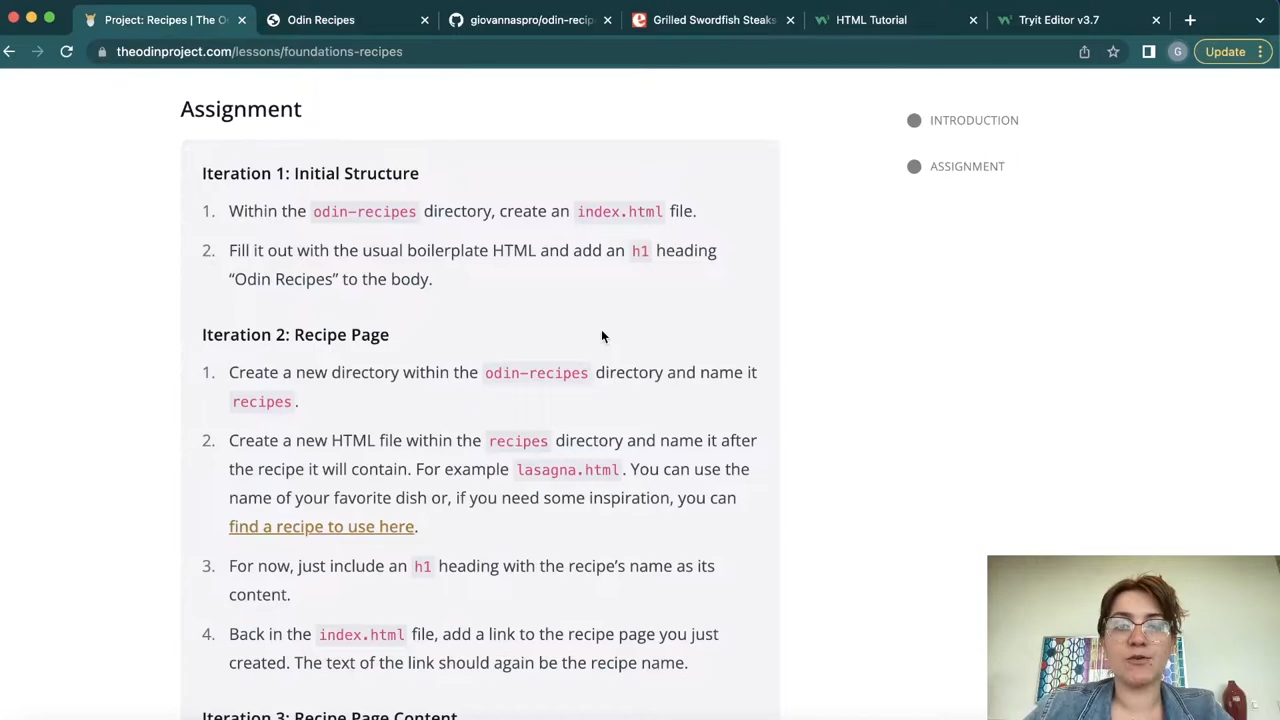 Project: Recipes | The O
Odin Recipes
giovannaspro/odin-recip
Grilled Swordfish Steaks
HTML Tutorial
Tryit Editor v3.7
theodinproject.com/lessons/foundations-recipes
G
Update
Assignment
INTRODUCTION
ASSIGNMENT
Iteration 1: Initial Structure
1. Within the odin-recipes directory, create an index.html file.
2. Fill it out with the usual boilerplate HTML and add an h1 heading
“Odin Recipes” to the body.
Iteration 2: Recipe Page
1. Create a new directory within the odin-recipes directory and name it
recipes.
2. Create a new HTML file within the recipes directory and name it after
the recipe it will contain. For example lasagna.html. You can use the
name of your favorite dish or, if you need some inspiration, you can
find a recipe to use here.
3. For now, just include an h1 heading with the recipe’s name as its
content.
4. Back in the index.html file, add a link to the recipe page you just
created. The text of the link should again be the recipe name.
Iteration 3: Recipe Page Content